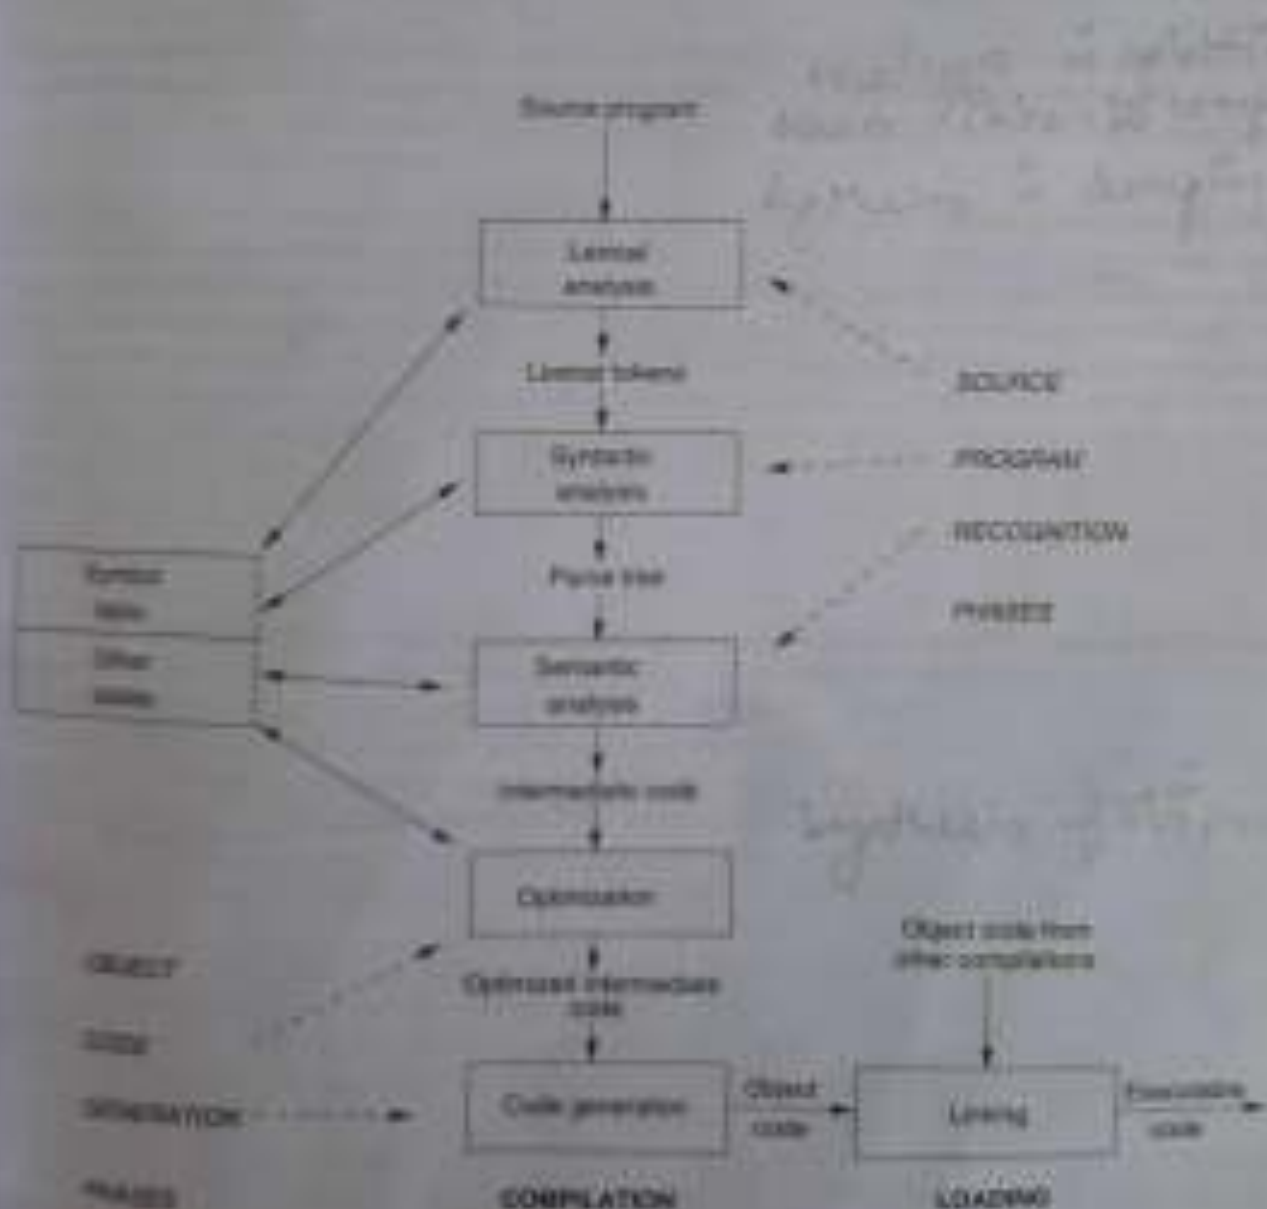 Source program
Lexical
analysis
Lexical tokens
SOURCE
Syntactic
analysis
PROGRAM
RECOGNITION
Symbol
table
Parse tree
PHASES
Other
tables
Semantic
analysis
Intermediate code
Optimization
Object code from
other compilations
OBJECT
Optimized intermediate
code
CODE
Code generation
Object
code
Linking
Executable
code
GENERATION
PHASES
COMPILATION
LOADING